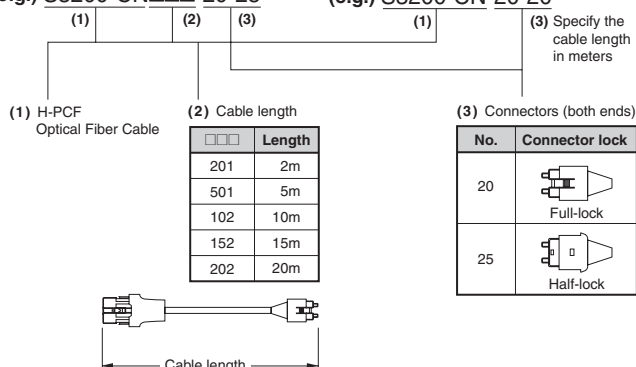 (1) (2) (3)
(1)
(3) Specify the
cable length
in meters
(1) H-PCF
Optical Fiber Cable
(2) Cable length
□□□ Length
201 2m
501 5m
102 10m
152 15m
202 20m
Cable length
(3) Connectors (both ends)
No. Connector lock
20
Full-lock
25
Half-lock